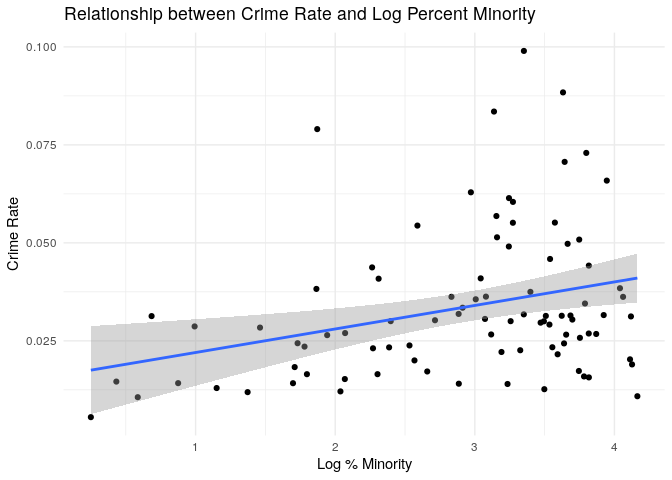 Relationship between Crime Rate and Log Percent Minority
0.100
0.075
0.050
0.025
Crime Rate
1 2 3 4
Log % Minority